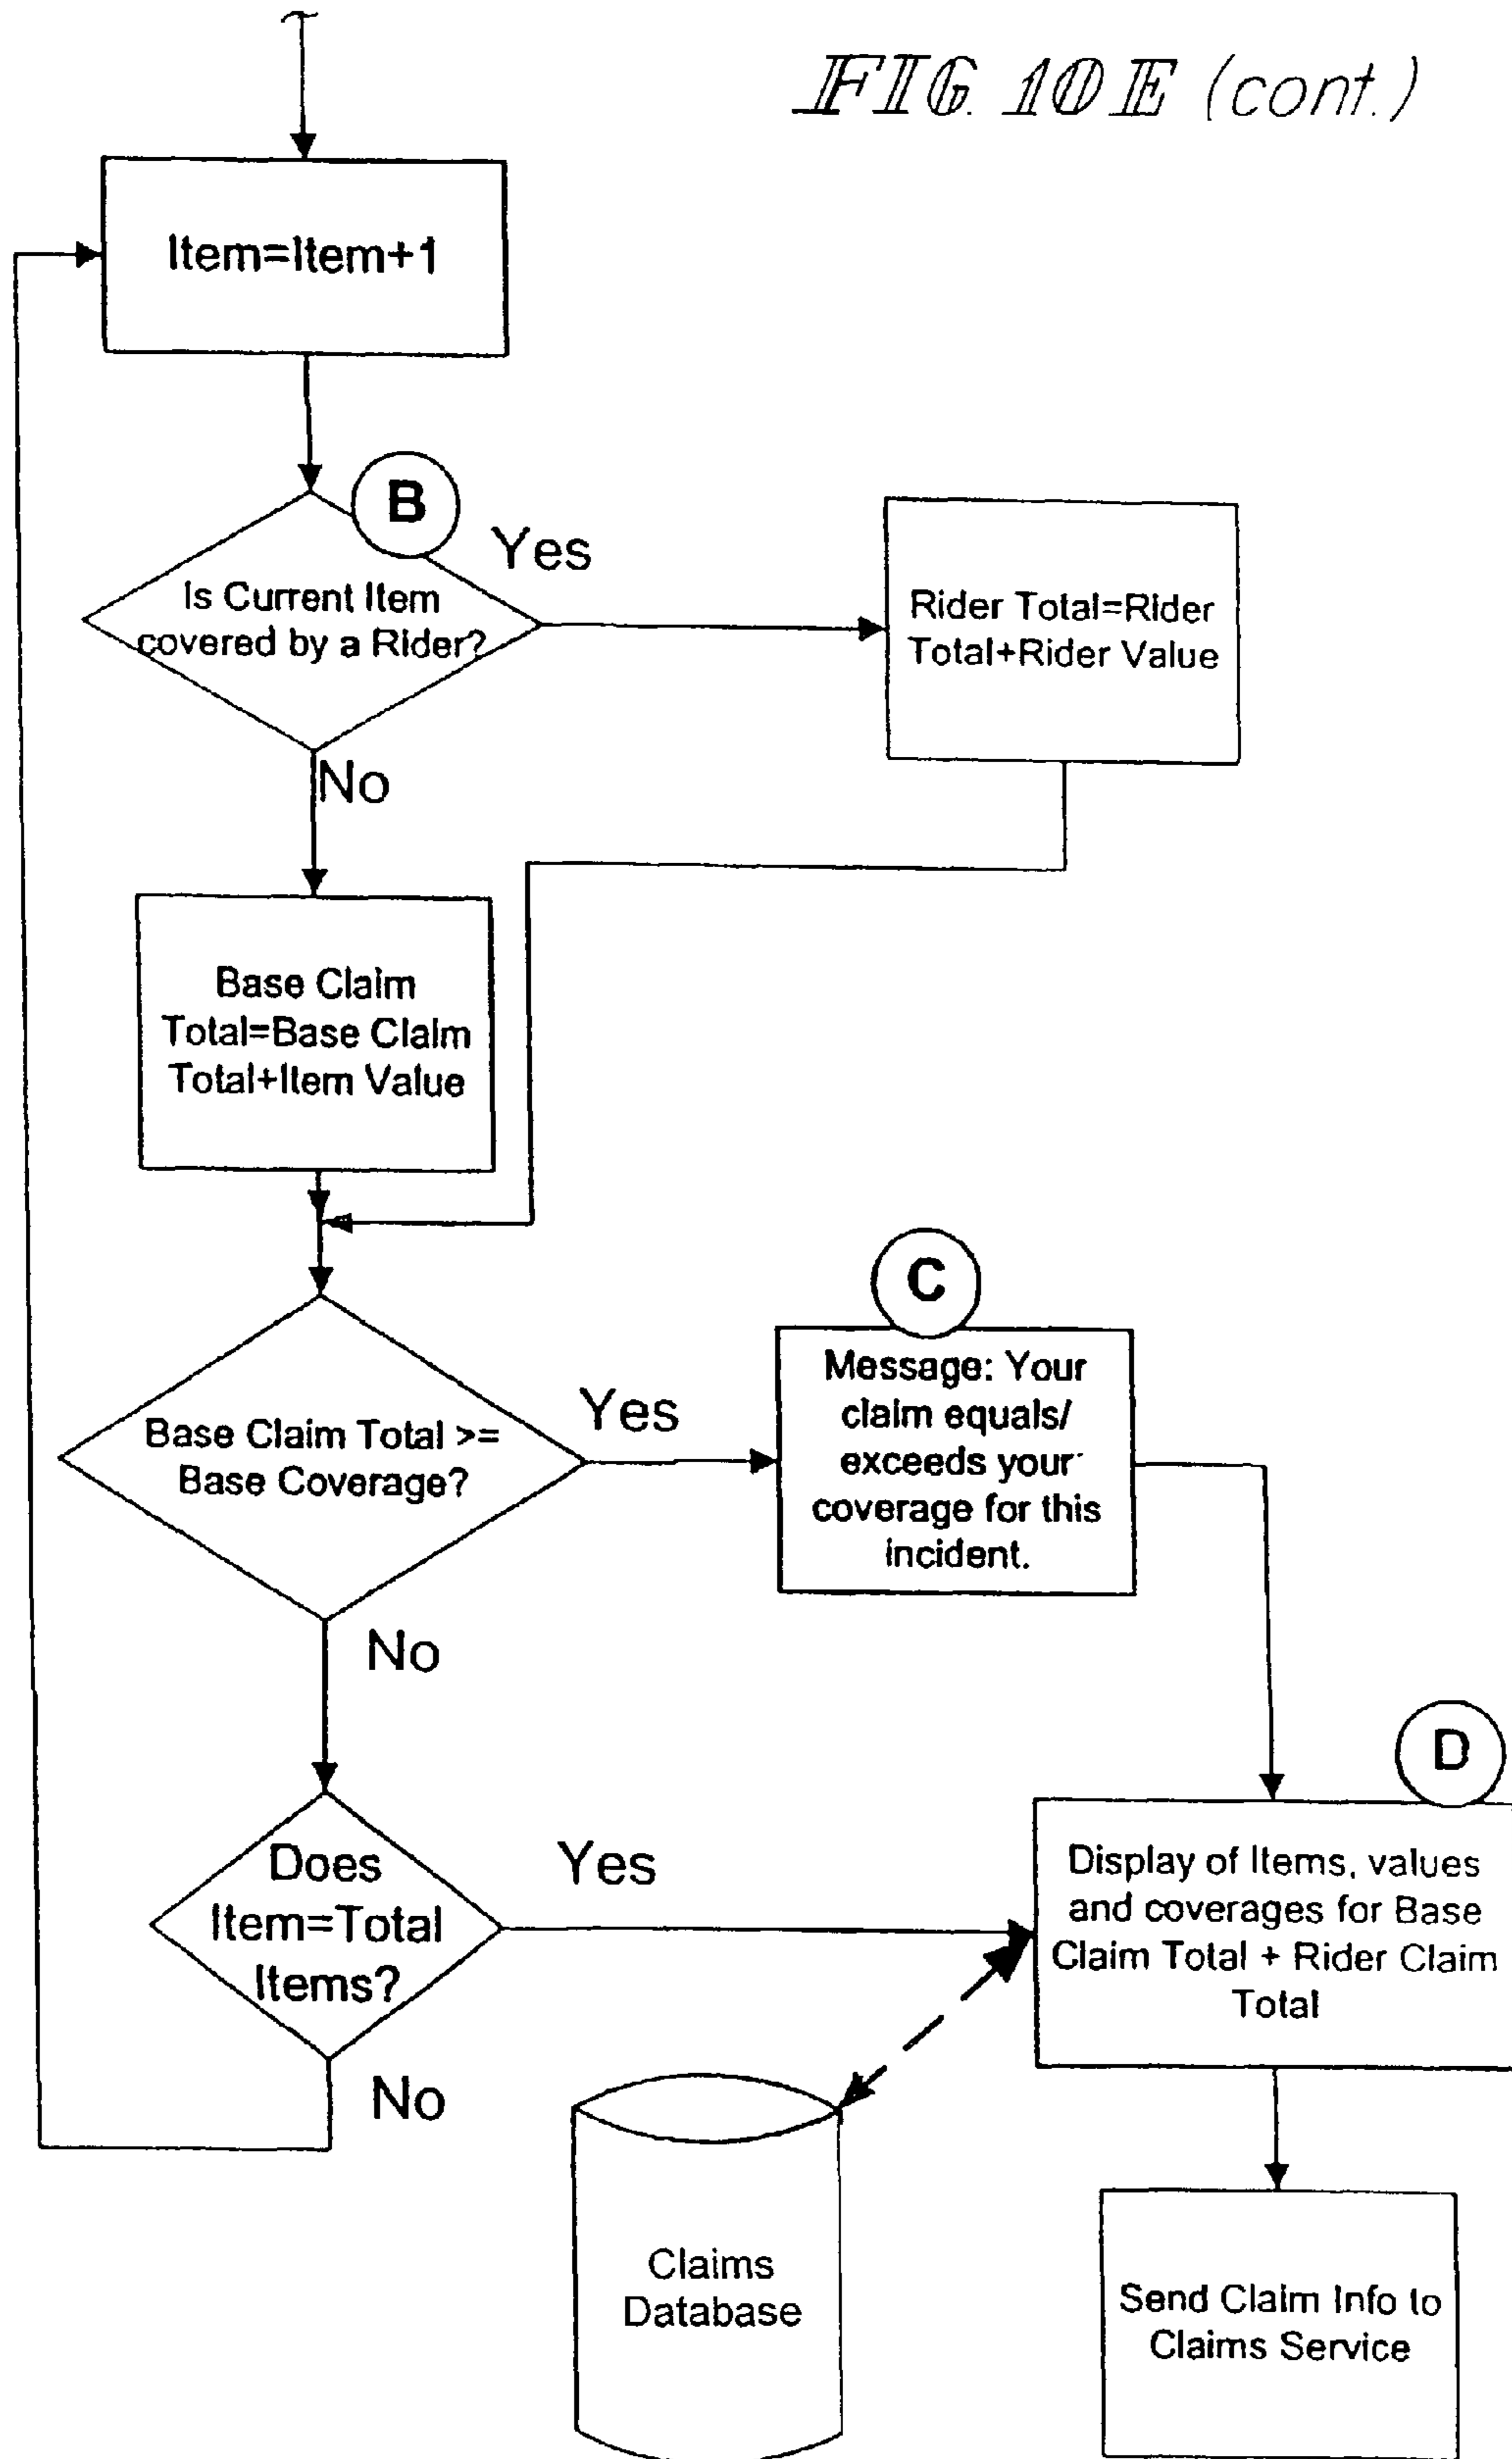 FIG. 10E (cont.)
Item=Item+1
B
Yes
Is Current Item
covered by a Rider?
Rider Total=Rider
Total+Rider Value
No
Base Claim
Total=Base Claim
Total+Item Value
C
Message: Your
claim equals/
exceeds your
coverage for this
incident.
Yes
Base Claim Total >=
Base Coverage?
No
D
Yes
Does
Item=Total
Items?
Display of Items, values
and coverages for Base
Claim Total + Rider Claim
Total
No
Claims
Database
Send Claim Info to
Claims Service